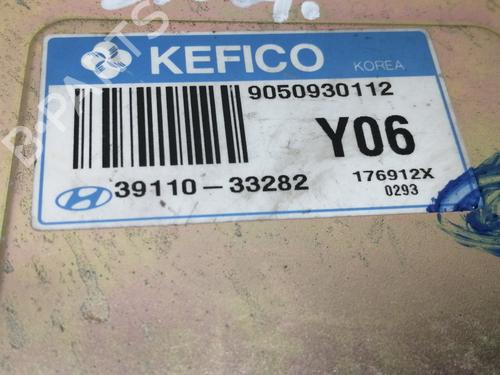 KEFICO
KOREA
9050930112
Y06
39110-33282
176912X
0293
B-PARTS